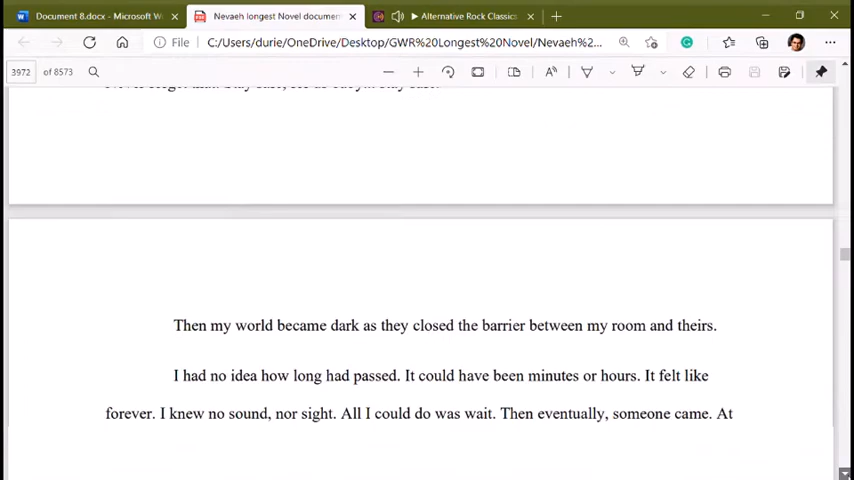 Document 8.docx - Microsoft W
Nevaeh longest Novel documen
Alternative Rock Classics
File
C:/Users/durie/OneDrive/Desktop/GWR%20Longest%20Novel/Nevaeh%2...
3972 of 8573
Then my world became dark as they closed the barrier between my room and theirs.
I had no idea how long had passed. It could have been minutes or hours. It felt like
forever. I knew no sound, nor sight. All I could do was wait. Then eventually, someone came. At